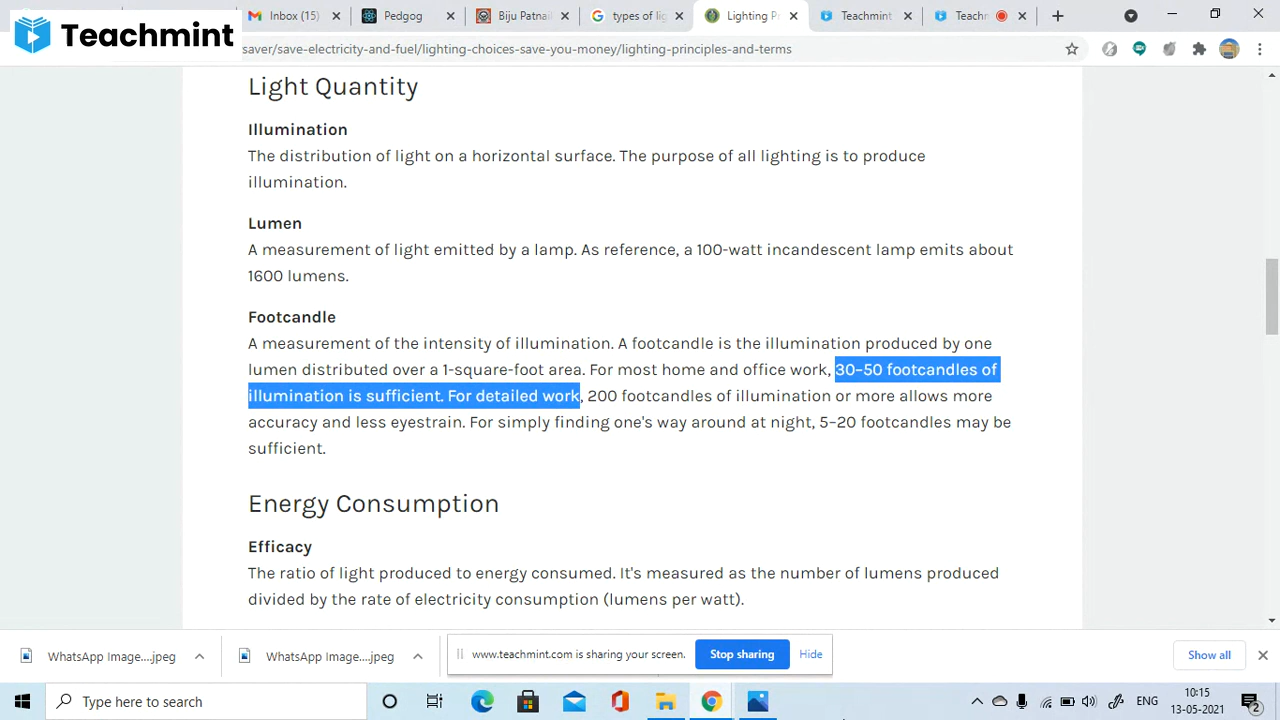 Teachmint
Inbox (15)
Pedgog
Biju Patnai
types of lig
Lighting P
Teachmint
Teachm
saver/save-electricity-and-fuel/lighting-choices-save-you-money/lighting-principles-and-terms
Light Quantity
Illumination
The distribution of light on a horizontal surface. The purpose of all lighting is to produce
illumination.
Lumen
A measurement of light emitted by a lamp. As reference, a 100-watt incandescent lamp emits about
1600 lumens.
Footcandle
A measurement of the intensity of illumination. A footcandle is the illumination produced by one
lumen distributed over a 1-square-foot area. For most home and office work, 30–50 footcandles of
illumination is sufficient. For detailed work, 200 footcandles of illumination or more allows more
accuracy and less eyestrain. For simply finding one's way around at night, 5–20 footcandles may be
sufficient.
Energy Consumption
Efficacy
The ratio of light produced to energy consumed. It's measured as the number of lumens produced
divided by the rate of electricity consumption (lumens per watt).
WhatsApp Image....jpeg
WhatsApp Image....jpeg
www.teachmint.com is sharing your screen.
Stop sharing
Hide
Show all
Type here to search
ENG
10:15
13-05-2021
2